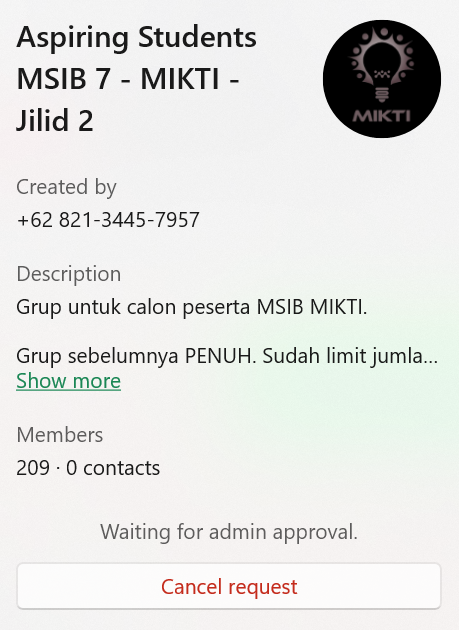 Aspiring Students
MSIB 7 - MIKTI -
Jilid 2
MIKTI
Created by
+62 821-3445-7957
Description
Grup untuk calon peserta MSIB MIKTI.
Grup sebelumnya PENUH. Sudah limit jumla...
Show more
Members
209 · 0 contacts
Waiting for admin approval.
Cancel request